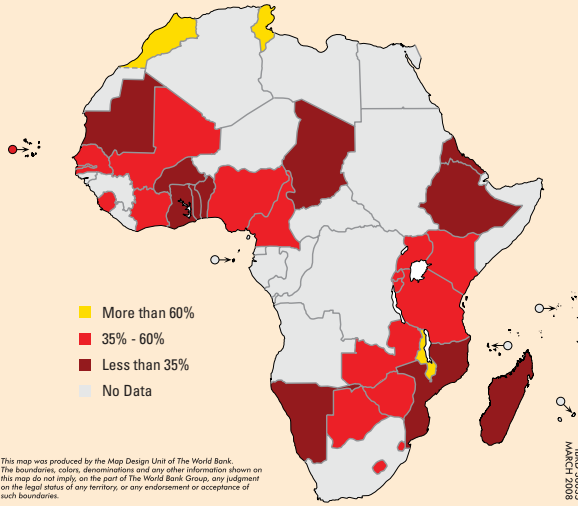 More than 60%
35% - 60%
Less than 35%
No Data
This map was produced by the Map Design Unit of The World Bank.
The boundaries, colors, denominations and any other information shown on
this map do not imply, on the part of The World Bank Group, any judgment
on the legal status of any territory, or any endorsement or acceptance of
such boundaries.
MARCH 2008